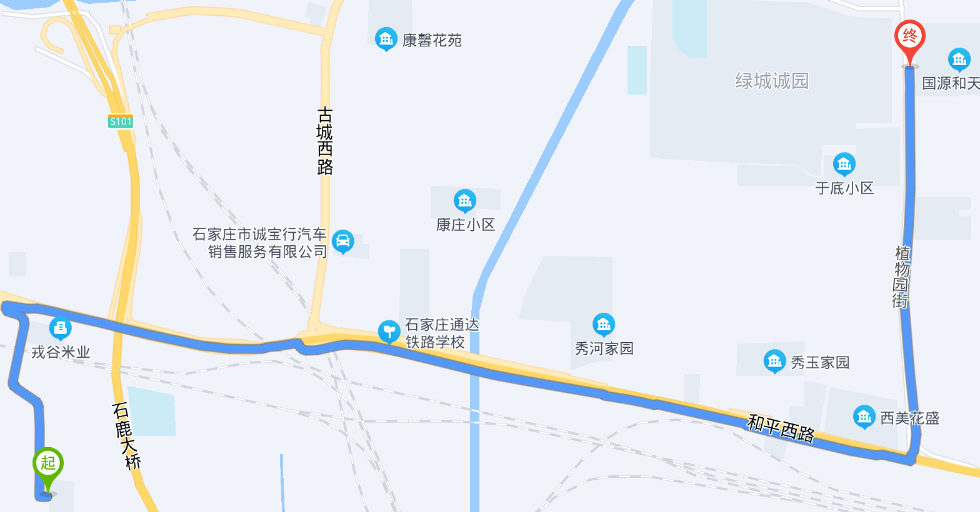 终
康馨花苑
绿城诚园
国源和天
S101
古城西路
于底小区
康庄小区
石家庄市诚宝行汽车
销售服务有限公司
植物园街
石家庄通达
铁路学校
戎谷米业
秀河家园
秀玉家园
石鹿大桥
和平西路
西美花盛
起